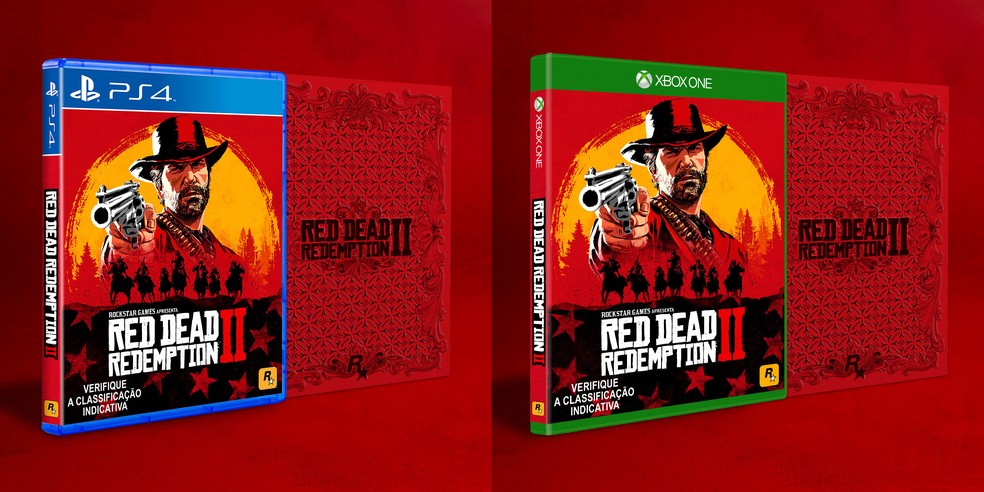 PS4
PS4
RED DEAD REDEMPTION II
ROCKSTAR GAMES APRESENTA
RED DEAD
REDEMPTION II
VERIFIQUE
A CLASSIFICAÇÃO
INDICATIVA
R
R
RED DEAD
REDEMPTION II
R
XBOX ONE
XBOX ONE
RED DEAD REDEMPTION II
ROCKSTAR GAMES APRESENTA
RED DEAD
REDEMPTION II
VERIFIQUE
A CLASSIFICAÇÃO
INDICATIVA
R
R
RED DEAD
REDEMPTION II
R